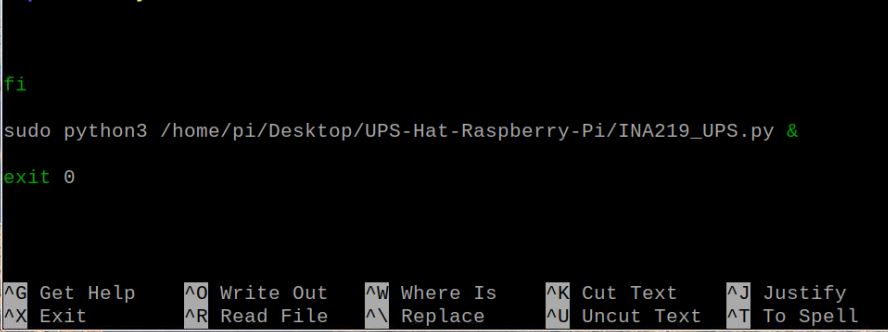 fi
sudo python3 /home/pi/Desktop/UPS-Hat-Raspberry-Pi/INA219_UPS.py &
exit 0
^G Get Help ^O Write Out ^W Where Is ^K Cut Text ^J Justify
^X Exit ^R Read File ^\ Replace ^U Uncut Text ^T To Spell